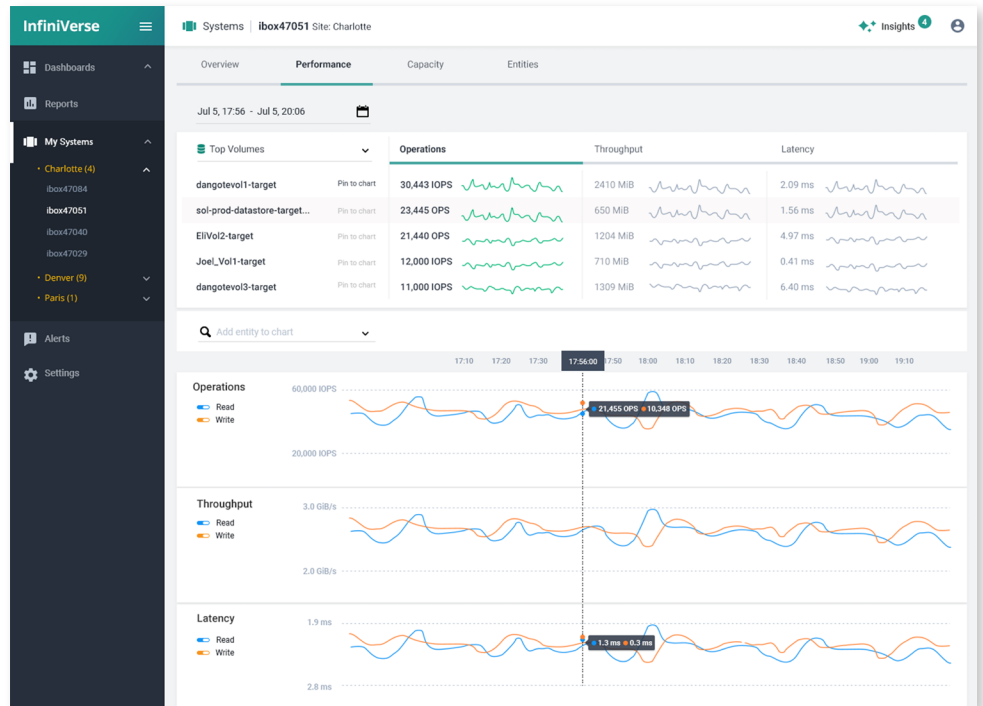 InfiniVerse
Systems | ibox47051 Site: Charlotte
Insights 4
Dashboards
Reports
My Systems
Charlotte (4)
ibox47084
ibox47051
ibox47040
ibox47029
Denver (9)
Paris (1)
Alerts
Settings
Overview Performance Capacity Entities
Jul 5, 17:56 - Jul 5, 20:06
Top Volumes Operations Throughput Latency
dangotevol1-target Pin to chart 30,443 IOPS 2410 MiB 2.09 ms
sol-prod-datastore-target... Pin to chart 23,445 OPS 650 MiB 1.56 ms
EliVol2-target Pin to chart 21,440 OPS 1204 MiB 4.97 ms
Joel_Vol1-target Pin to chart 12,000 IOPS 710 MiB 0.41 ms
dangotevol3-target Pin to chart 11,000 IOPS 1309 MiB 6.40 ms
Add entity to chart
17:10 17:20 17:30 17:56:00 17:50 18:00 18:10 18:20 18:30 18:40 18:50 19:00 19:10
Operations 60,000 IOPS
Read
21,455 OPS 10,348 OPS
Write
20,000 IOPS
Throughput 3.0 GiB/s
Read
Write
2.0 GiB/s
Latency 1.9 ms
Read
1.3 ms 0.3 ms
Write
2.8 ms